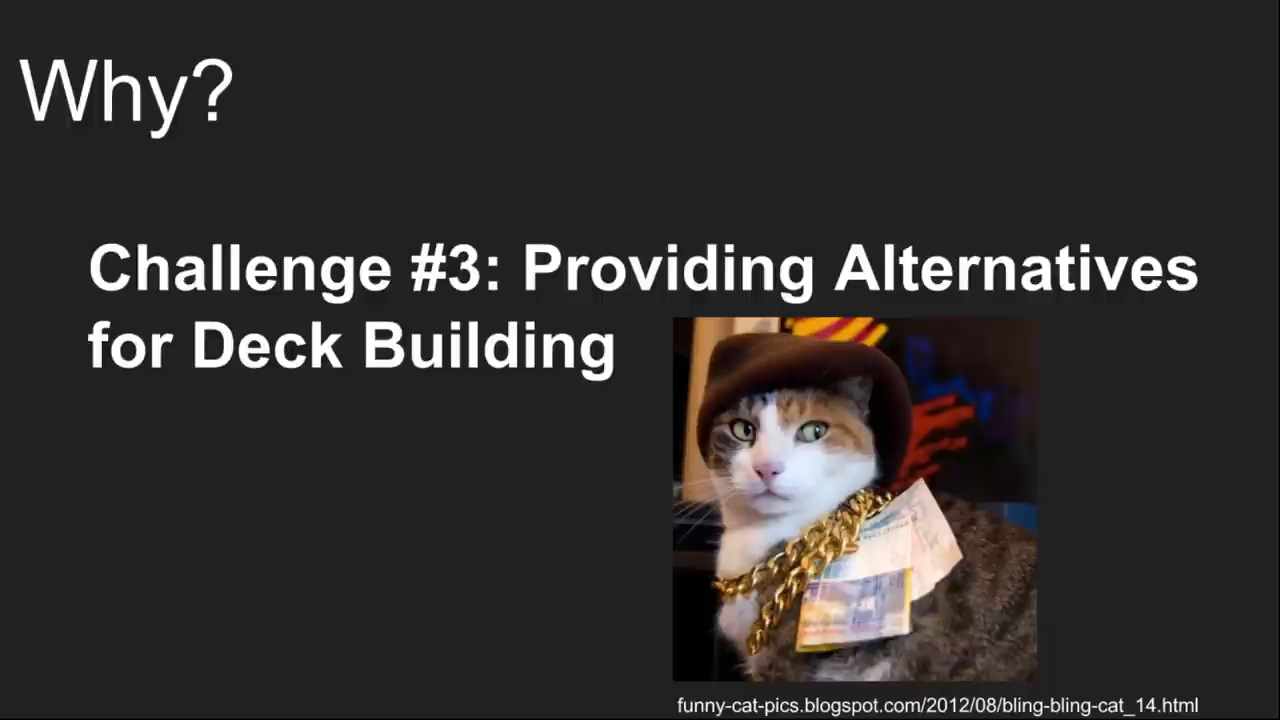 Why?
Challenge #3: Providing Alternatives
for Deck Building
funny-cat-pics.blogspot.com/2012/08/bling-bling-cat_14.html